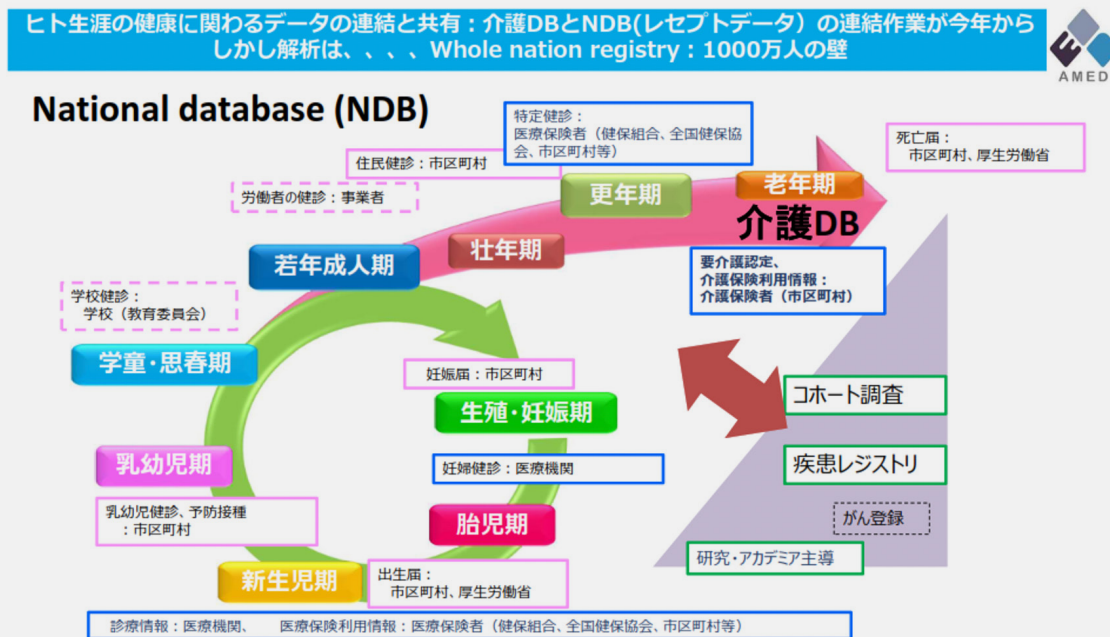 ヒト生涯の健康に関わるデータの連結と共有：介護DBとNDB(レセプトデータ）の連結作業が今年から
しかし解析は、、、、Whole nation registry：1000万人の壁
AMED
National database (NDB)
特定健診：
医療保険者（健保組合、全国健保協
会、市区町村等）
死亡届：
市区町村、厚生労働省
住民健診：市区町村
労働者の健診：事業者
更年期
老年期
介護DB
壮年期
若年成人期
要介護認定、
介護保険利用情報：
介護保険者（市区町村）
学校健診：
学校（教育委員会）
学童・思春期
妊娠届：市区町村
生殖・妊娠期
コホート調査
乳幼児期
妊婦健診：医療機関
疾患レジストリ
乳幼児健診、予防接種
：市区町村
胎児期
がん登録
研究・アカデミア主導
新生児期
出生届：
市区町村、厚生労働省
診療情報：医療機関、　医療保険利用情報：医療保険者（健保組合、全国健保協会、市区町村等）